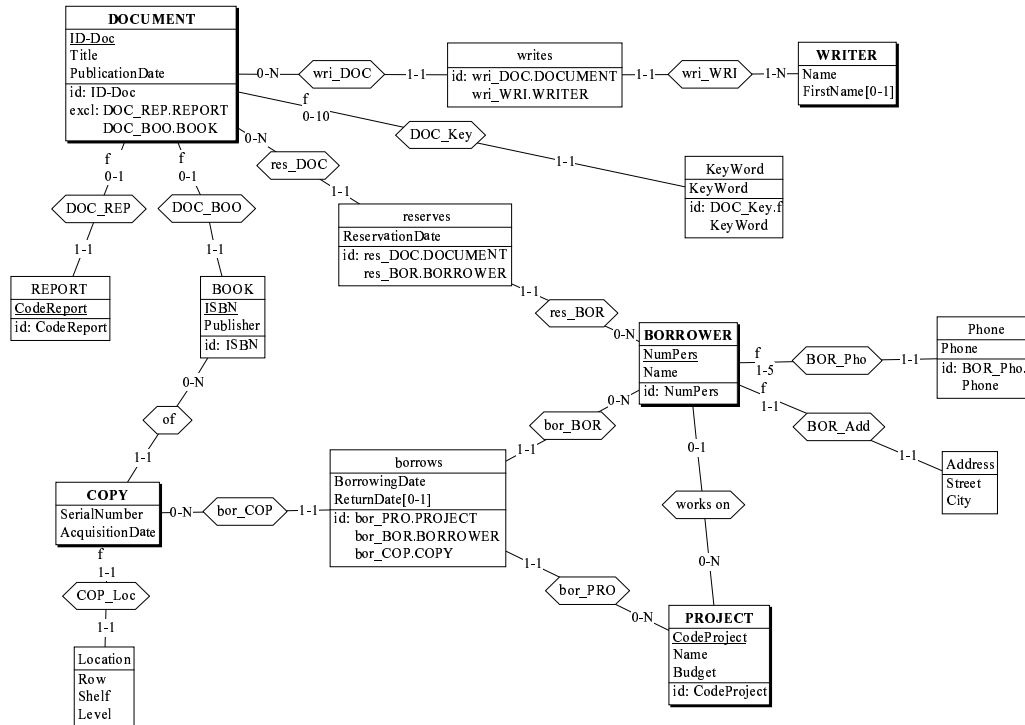 DOCUMENT
ID-Doc
Title
PublicationDate
id: ID-Doc
excl: DOC_REP.REPORT
DOC_BOO.BOOK
0-N
wri_DOC
1-1
writes
id: wri_DOC.DOCUMENT
wri_WRI.WRITER
1-1
wri_WRI
1-N
WRITER
Name
FirstName[0-1]
f
0-10
DOC_Key
1-1
KeyWord
KeyWord
id: DOC_Key.f
KeyWord
0-N
res_DOC
1-1
reserves
ReservationDate
id: res_DOC.DOCUMENT
res_BOR.BORROWER
1-1
res_BOR
0-N
f
0-1
DOC_REP
1-1
REPORT
CodeReport
id: CodeReport
f
0-1
DOC_BOO
1-1
BOOK
ISBN
Publisher
id: ISBN
0-N
of
1-1
BORROWER
NumPers
Name
id: NumPers
f
1-5
BOR_Pho
1-1
Phone
Phone
id: BOR_Pho.
Phone
f
1-1
BOR_Add
1-1
Address
Street
City
0-N
bor_BOR
1-1
borrows
BorrowingDate
ReturnDate[0-1]
id: bor_PRO.PROJECT
bor_BOR.BORROWER
bor_COP.COPY
COPY
SerialNumber
AcquisitionDate
0-N
bor_COP
1-1
0-1
works on
0-N
1-1
bor_PRO
0-N
PROJECT
CodeProject
Name
Budget
id: CodeProject
f
1-1
COP_Loc
1-1
Location
Row
Shelf
Level